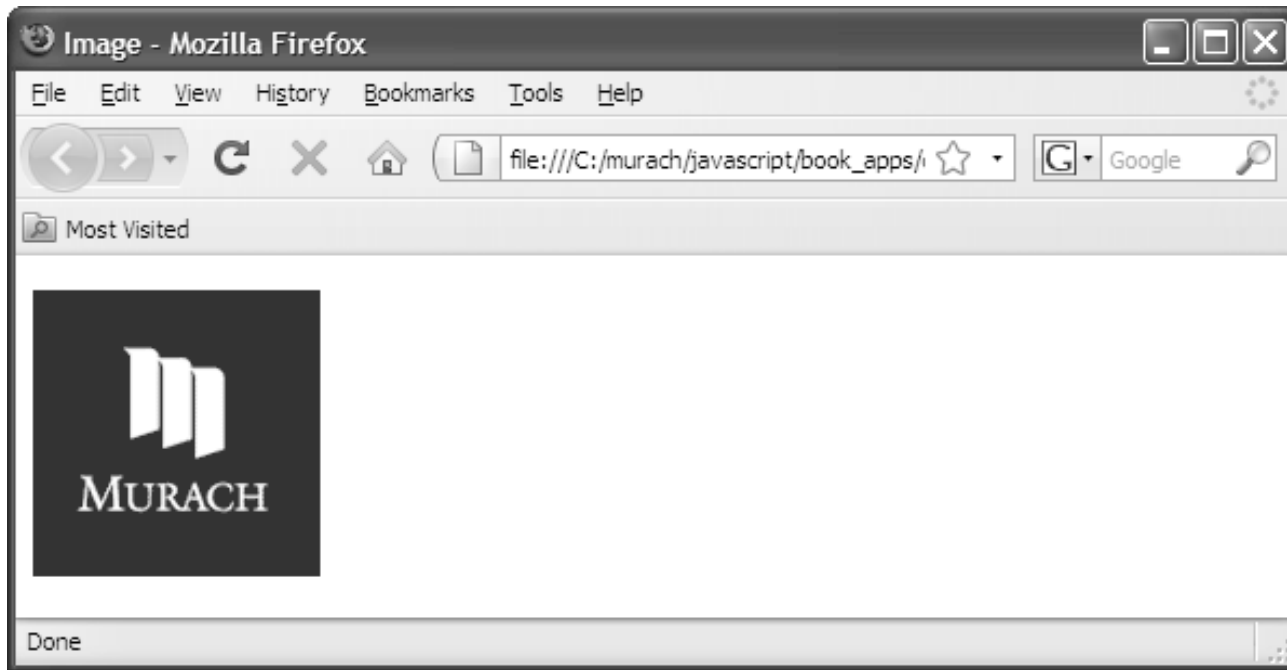 Image - Mozilla Firefox
File Edit View History Bookmarks Tools Help
file:///C:/murach/javascript/book_apps/ G Google
Most Visited
MURACH
Done